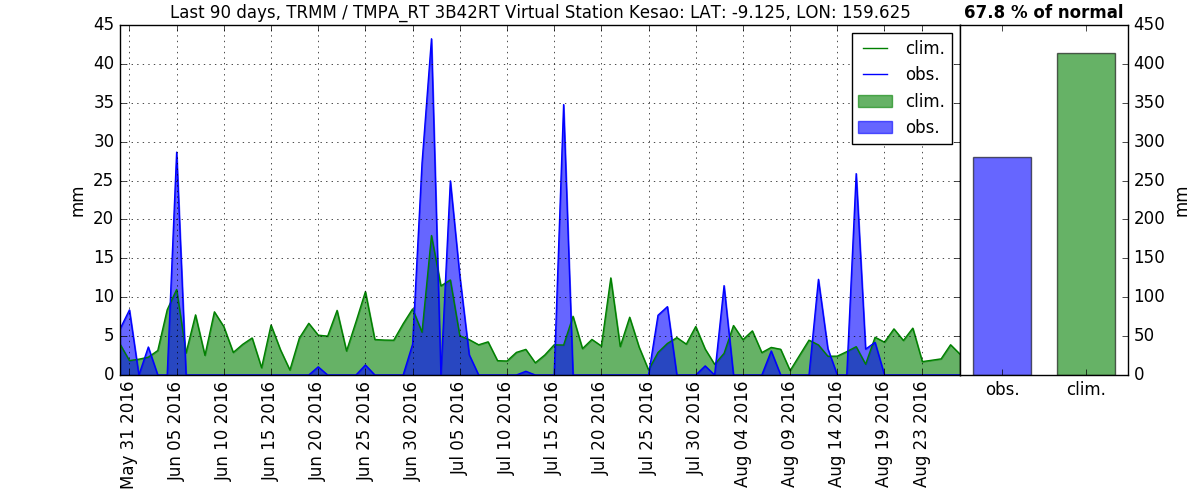 Last 90 days, TRMM / TMPA_RT 3B42RT Virtual Station Kesao: LAT: -9.125, LON: 159.625
67.8 % of normal
45
40
35
30
25
20
15
10
5
0
mm
clim.
obs.
clim.
obs.
May 31 2016
Jun 05 2016
Jun 10 2016
Jun 15 2016
Jun 20 2016
Jun 25 2016
Jun 30 2016
Jul 05 2016
Jul 10 2016
Jul 15 2016
Jul 20 2016
Jul 25 2016
Jul 30 2016
Aug 04 2016
Aug 09 2016
Aug 14 2016
Aug 19 2016
Aug 23 2016
450
400
350
300
250
200
150
100
50
0
mm
obs.
clim.